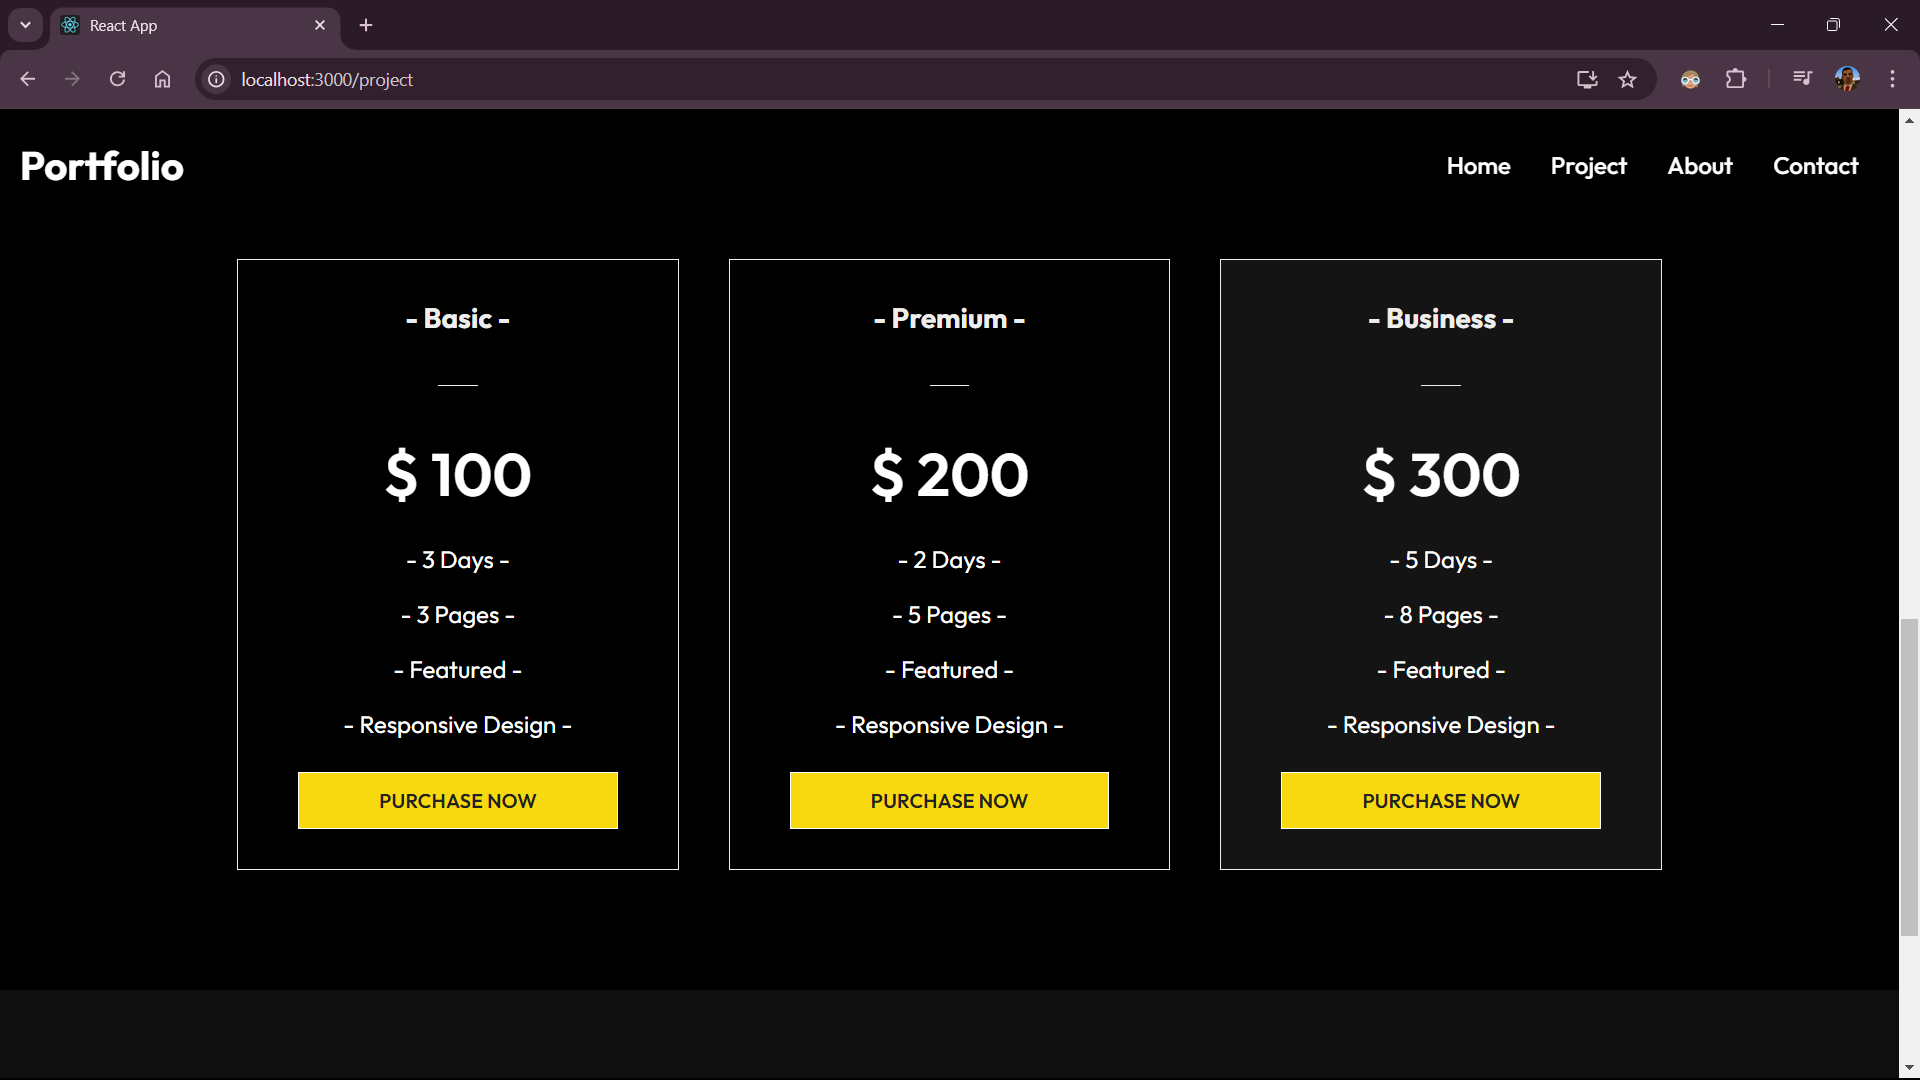 React App
localhost:3000/project
Portfolio
Home Project About Contact
- Basic -
$ 100
- 3 Days -
- 3 Pages -
- Featured -
- Responsive Design -
PURCHASE NOW
- Premium -
$ 200
- 2 Days -
- 5 Pages -
- Featured -
- Responsive Design -
PURCHASE NOW
- Business -
$ 300
- 5 Days -
- 8 Pages -
- Featured -
- Responsive Design -
PURCHASE NOW